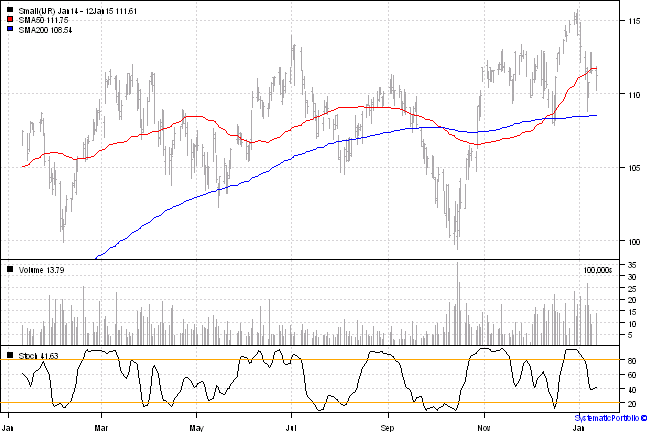 Small(IJR) Jan14 - 12Jan15 111.61
SMA50 111.75
SMA200 108.54
115
110
105
100
Volume 13.79
100,000s
35
30
25
20
15
10
5
Stoch 41.63
80
60
40
20
Jan Mar May Jul Sep Nov Jan
SystematicPortfolio ©